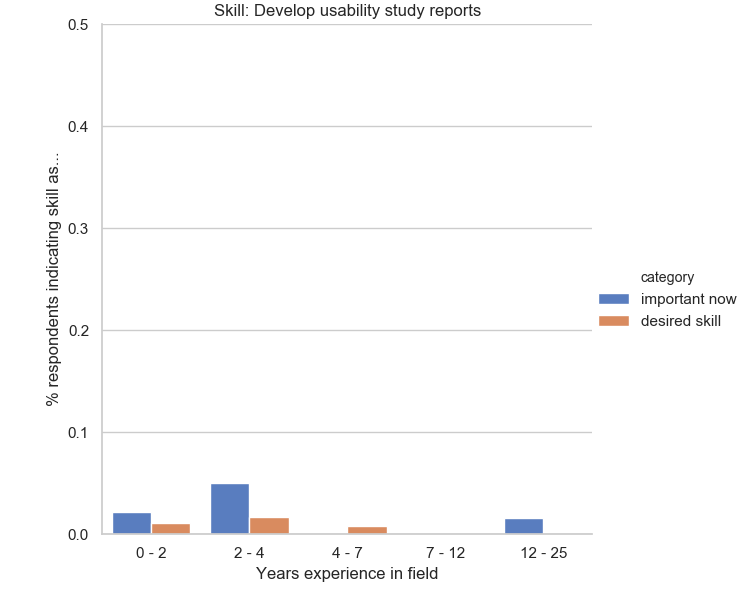 Skill: Develop usability study reports
0.5
0.4
0.3
0.2
0.1
0.0
% respondents indicating skill as...
0 - 2
2 - 4
4 - 7
7 - 12
12 - 25
Years experience in field
category
important now
desired skill